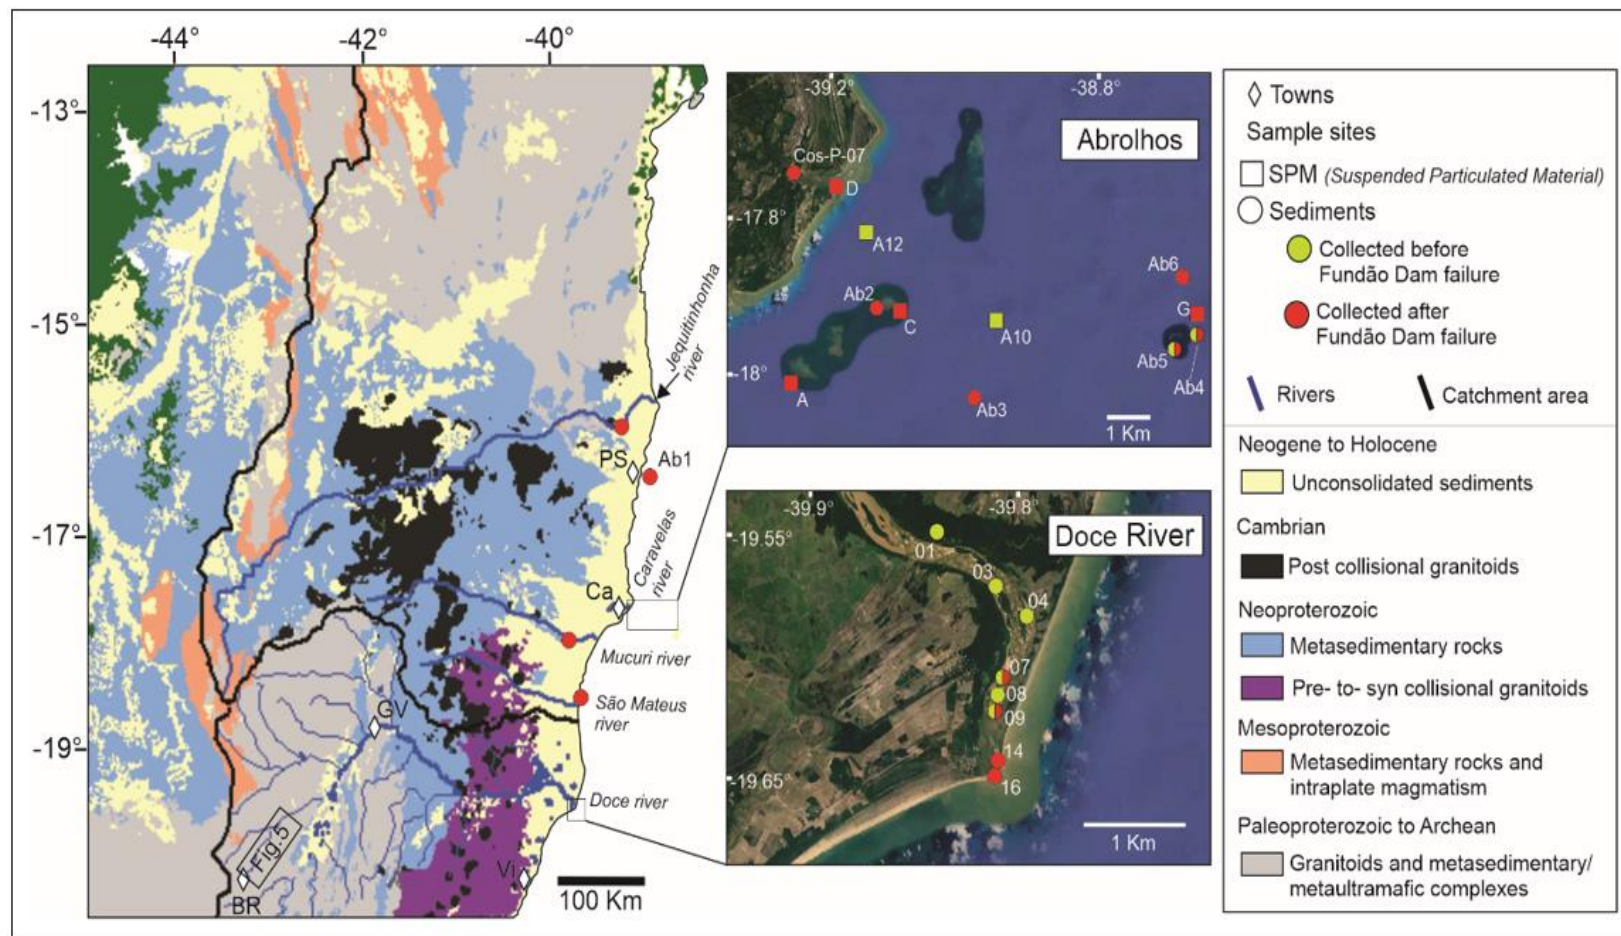 -44°
-42°
-40°
-13°
-15°
-17°
-19°
Jequitinhonha
river
PS
Ab1
Caravelas
river
Ca
Mucuri river
São Mateus
river
GV
Doce river
Fig.5
BR
Vi
100 Km
-39.2°
-38.8°
Abrolhos
Cos-P-07
D
-17.8°
A12
Ab6
Ab2
C
G
A10
Ab5
-18°
Ab4
A
Ab3
1 Km
-39.9°
-39.8°
Doce River
-19.55°
01
03
04
07
08
09
14
-19.65°
16
1 Km
Towns
Sample sites
SPM (Suspended Particulated Material)
Sediments
Collected before
Fundão Dam failure
Collected after
Fundão Dam failure
Rivers
Catchment area
Neogene to Holocene
Unconsolidated sediments
Cambrian
Post collisional granitoids
Neoproterozoic
Metasedimentary rocks
Pre- to- syn collisional granitoids
Mesoproterozoic
Metasedimentary rocks and
intraplate magmatism
Paleoproterozoic to Archean
Granitoids and metasedimentary/
metaultramafic complexes